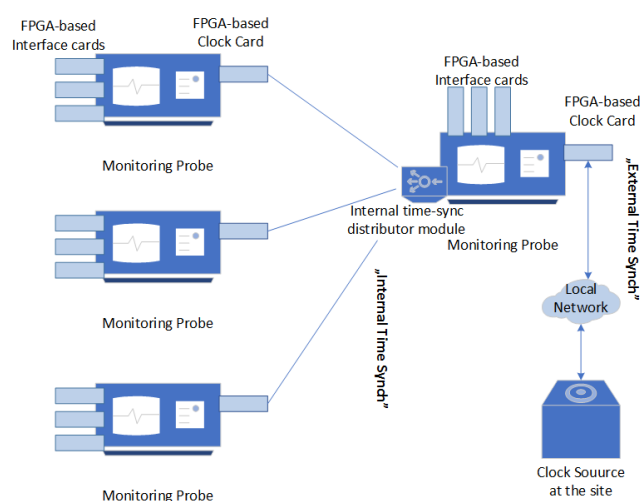 FPGA-based
Interface cards
FPGA-based
Clock Card
Monitoring Probe
FPGA-based
Interface cards
FPGA-based
Clock Card
Internal time-sync
distributor module
Monitoring Probe
„External Time Synch”
Monitoring Probe
„Internal Time Synch”
Local
Network
Monitoring Probe
Clock Souurce
at the site